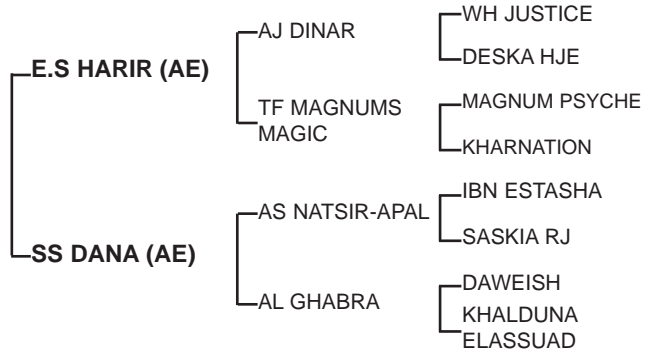 WH JUSTICE
AJ DINAR
DESKA HJE
E.S HARIR (AE)
TF MAGNUMS
MAGIC
MAGNUM PSYCHE
KHARNATION
IBN ESTASHA
AS NATSIR-APAL
SASKIA RJ
SS DANA (AE)
DAWEISH
AL GHABRA
KHALDUNA
ELASSUAD